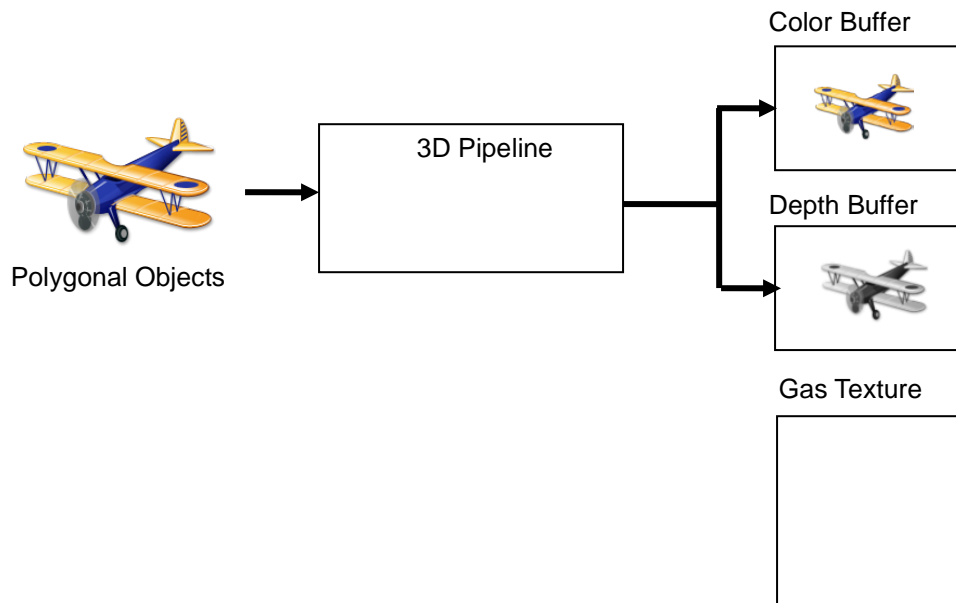 Color Buffer
3D Pipeline
Depth Buffer
Polygonal Objects
Gas Texture